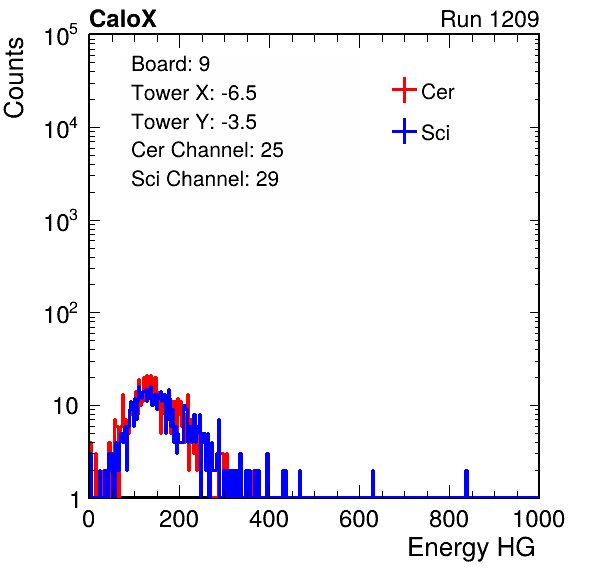 CaloX Run 1209
Counts
10^5
10^4
10^3
10^2
10
1
Board: 9
Tower X: -6.5
Tower Y: -3.5
Cer Channel: 25
Sci Channel: 29
Cer
Sci
0 200 400 600 800 1000
Energy HG